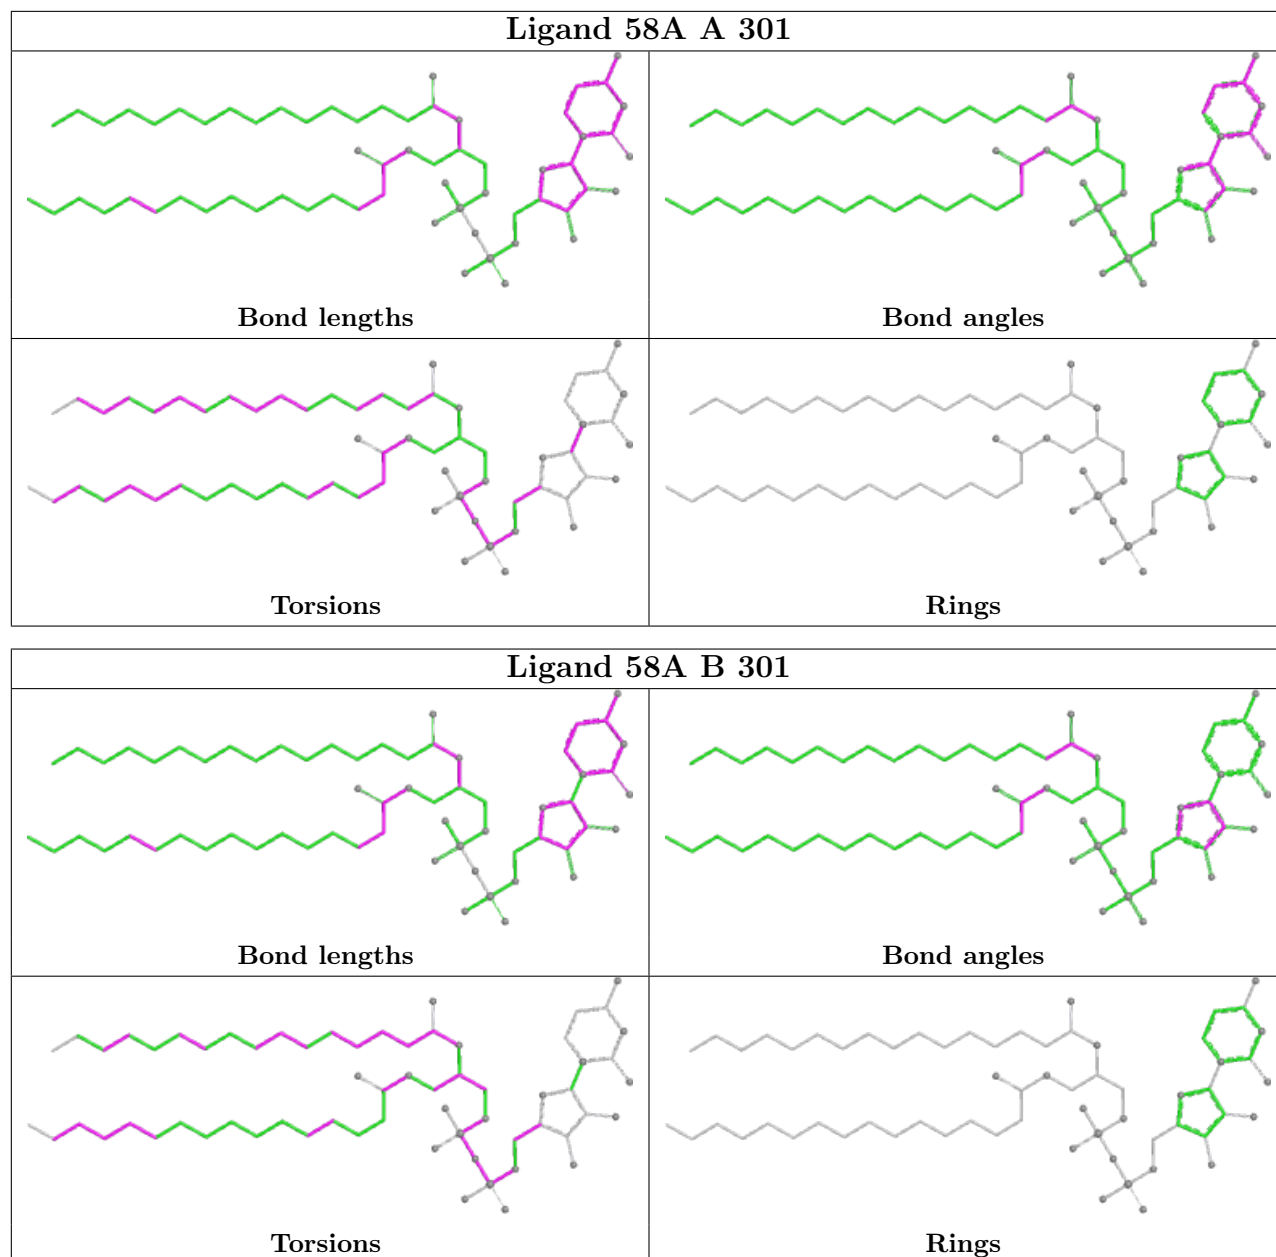 Ligand 58A A 301
Bond lengths
Bond angles
Torsions
Rings
Ligand 58A B 301
Bond lengths
Bond angles
Torsions
Rings